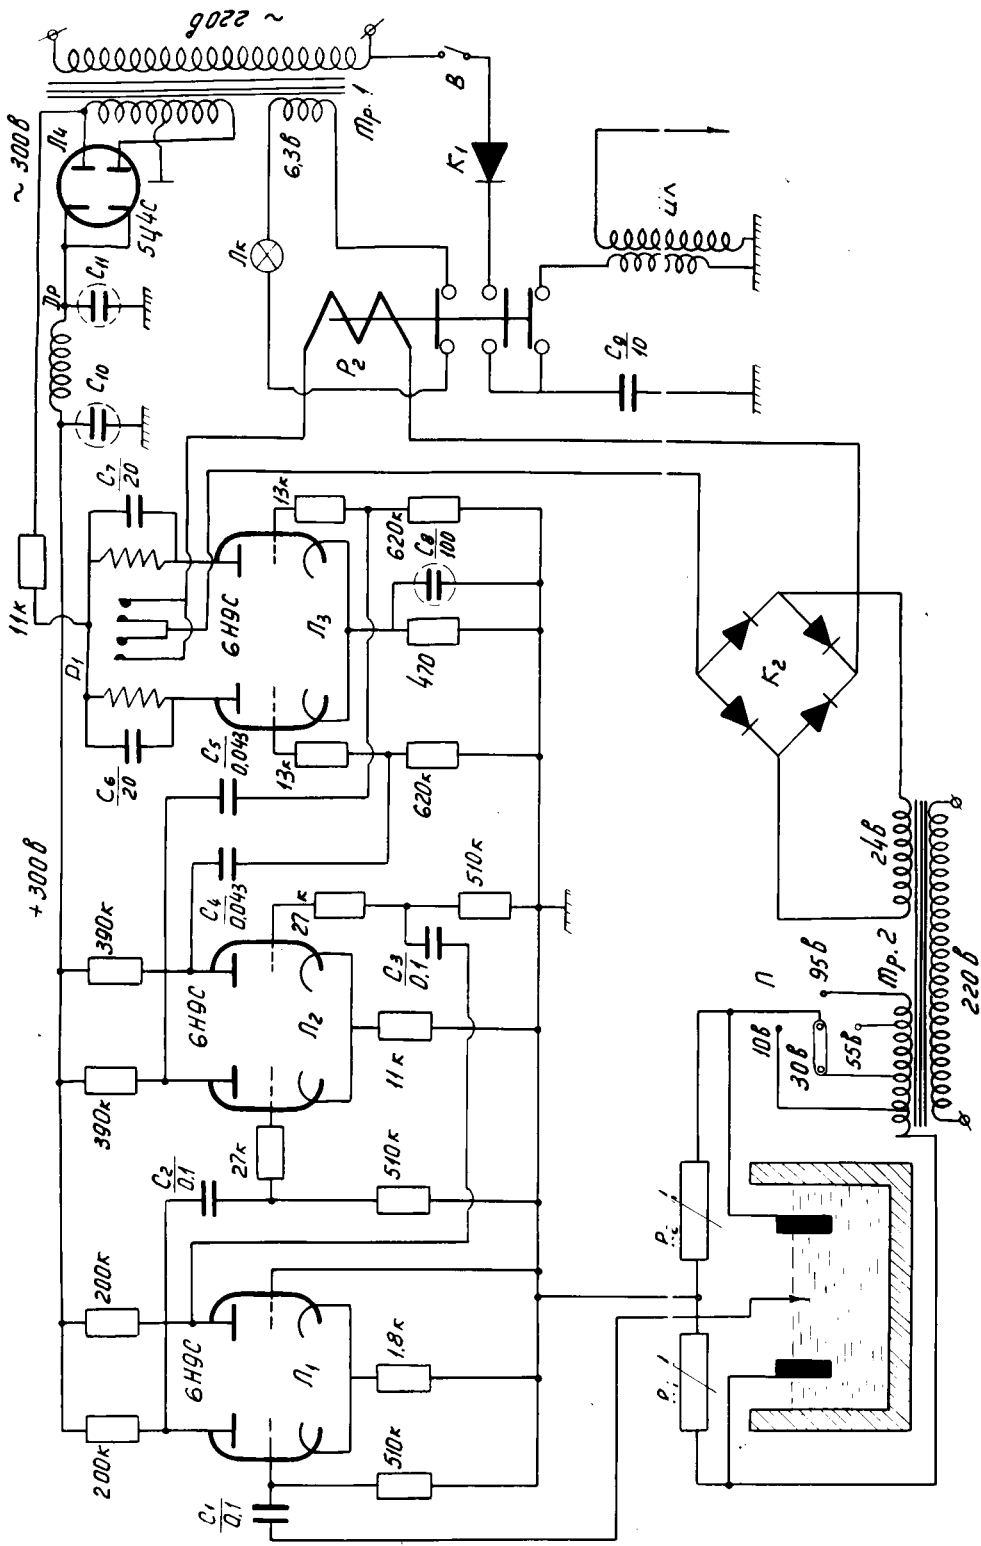 ~ 220в
~ 300в
Л4
5Ц4С
Тр.1
6,3в
В
К1
Лк
Др
С11
С10
Р2
С9
10
С7
20
11к
Р1
С6
20
6Н9С
Л3
13к
13к
620к
620к
С8
100
470
С5
0,043
С4
0,043
+300в
390к
390к
6Н9С
Л2
27к
27к
С3
0,1
510к
510к
11к
С2
0,1
200к
200к
6Н9С
Л1
1.8к
510к
С1
0,1
К2
24в
Тр.2
220в
П
10в
30в
55в
95в